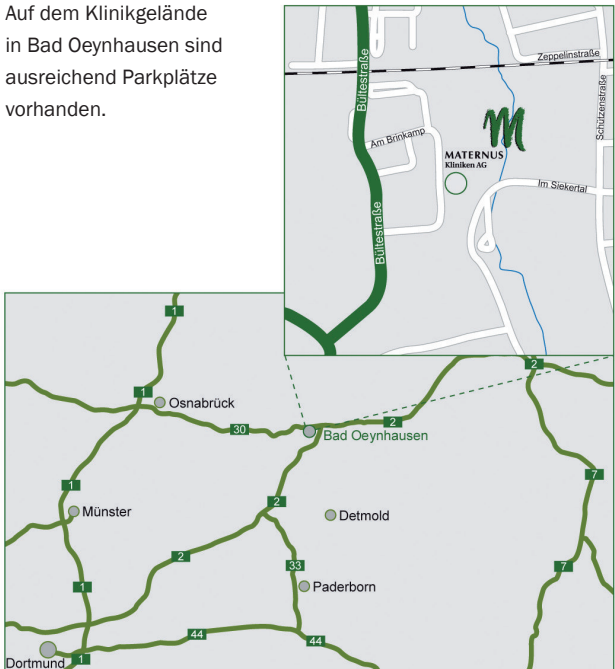 Auf dem Klinikgelände
in Bad Oeynhausen sind
ausreichend Parkplätze
vorhanden.
Zeppelinstraße
Bültestraße
Schützenstraße
Am Brinkamp
M
MATERNUS
Kliniken AG
Im Siekertal
Bültestraße
1
2
1
Osnabrück
30
2
Bad Oeynhausen
1
7
2
Münster
Detmold
2
33
7
1
Paderborn
44
44
Dortmund
1